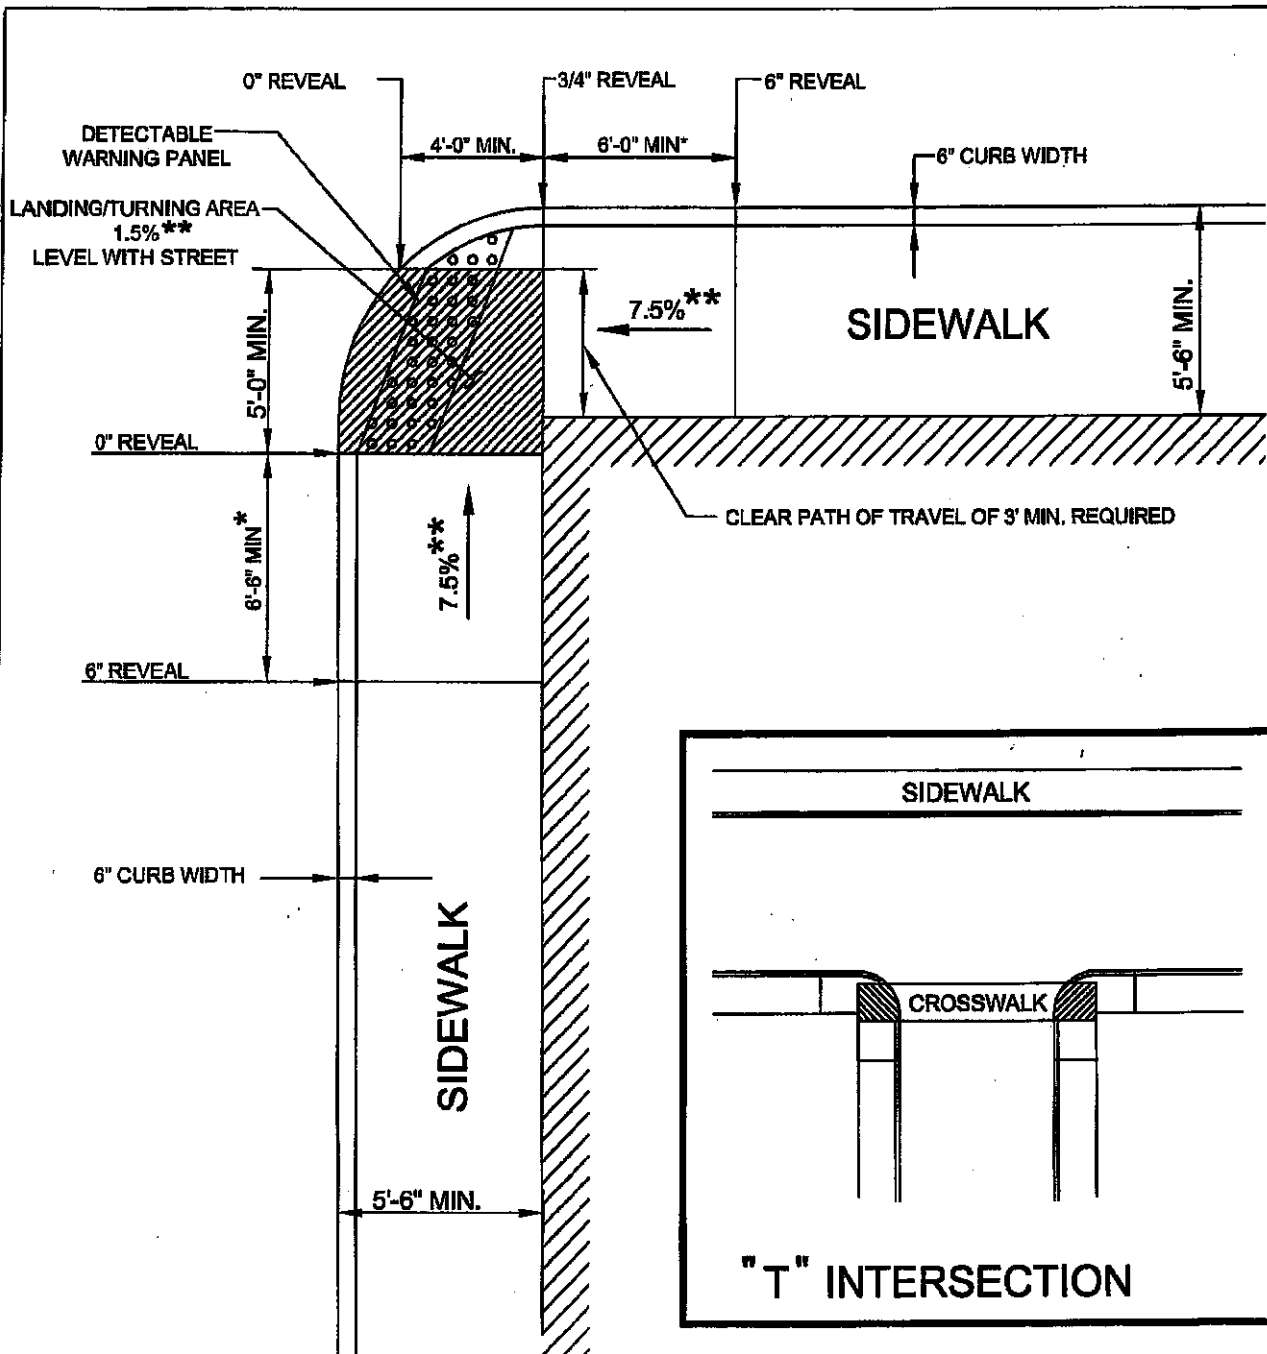 0" REVEAL
3/4" REVEAL
6" REVEAL
DETECTABLE
WARNING PANEL
4'-0" MIN.
6'-0" MIN*
6" CURB WIDTH
LANDING/TURNING AREA
1.5%**
LEVEL WITH STREET
7.5%**
SIDEWALK
5'-6" MIN.
5'-0" MIN.
0" REVEAL
CLEAR PATH OF TRAVEL OF 3' MIN. REQUIRED
6'-6" MIN*
7.5%**
6" REVEAL
SIDEWALK
6" CURB WIDTH
SIDEWALK
CROSSWALK
5'-6" MIN.
"T" INTERSECTION